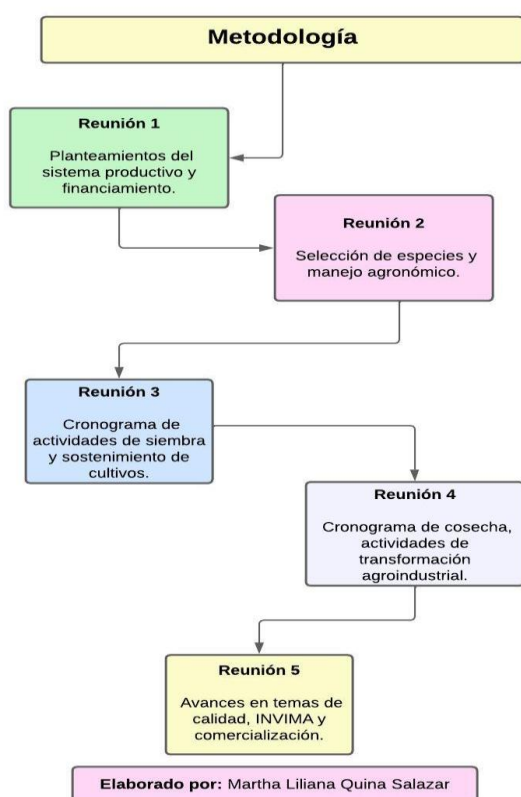 Metodología
Reunión 1
Planteamientos del
sistema productivo y
financiamiento.
Reunión 2
Selección de especies y
manejo agronómico.
Reunión 3
Cronograma de
actividades de siembra
y sostenimiento de
cultivos.
Reunión 4
Cronograma de cosecha,
actividades de
transformación
agroindustrial.
Reunión 5
Avances en temas de
calidad, INVIMA y
comercialización.
Elaborado por: Martha Liliana Quina Salazar